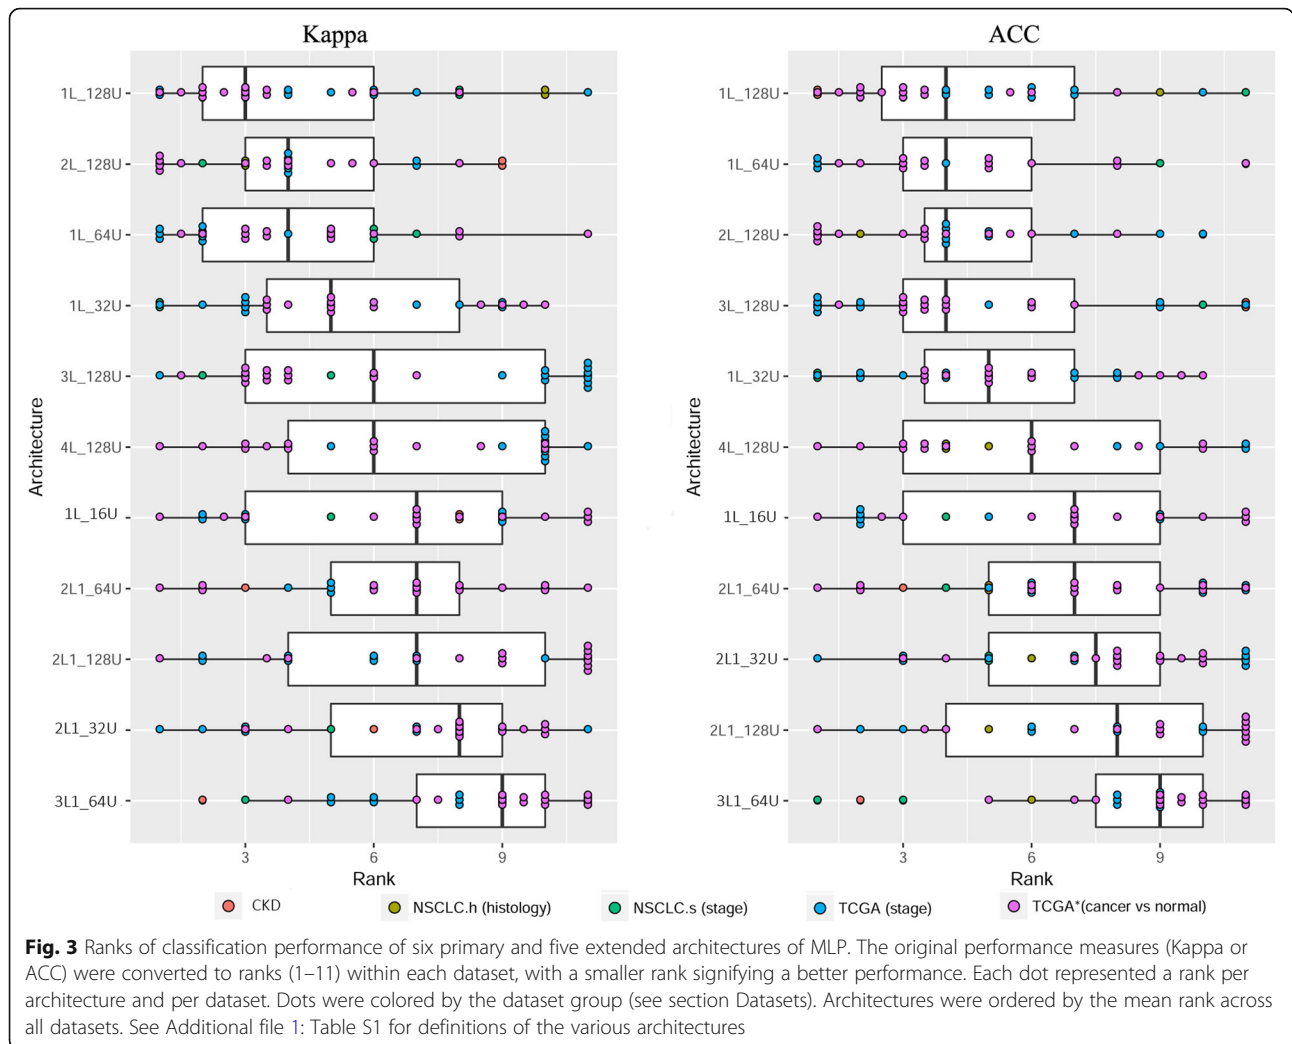 Kappa
1L_128U
2L_128U
1L_64U
1L_32U
3L_128U
4L_128U
1L_16U
2L1_64U
2L1_128U
2L1_32U
3L1_64U
Architecture
3 6 9
Rank
ACC
1L_128U
1L_64U
2L_128U
3L_128U
1L_32U
4L_128U
1L_16U
2L1_64U
2L1_32U
2L1_128U
3L1_64U
Architecture
3 6 9
Rank
CKD NSCLC.h (histology) NSCLC.s (stage) TCGA (stage) TCGA*(cancer vs normal)
Fig. 3 Ranks of classification performance of six primary and five extended architectures of MLP. The original performance measures (Kappa or
ACC) were converted to ranks (1–11) within each dataset, with a smaller rank signifying a better performance. Each dot represented a rank per
architecture and per dataset. Dots were colored by the dataset group (see section Datasets). Architectures were ordered by the mean rank across
all datasets. See Additional file 1: Table S1 for definitions of the various architectures